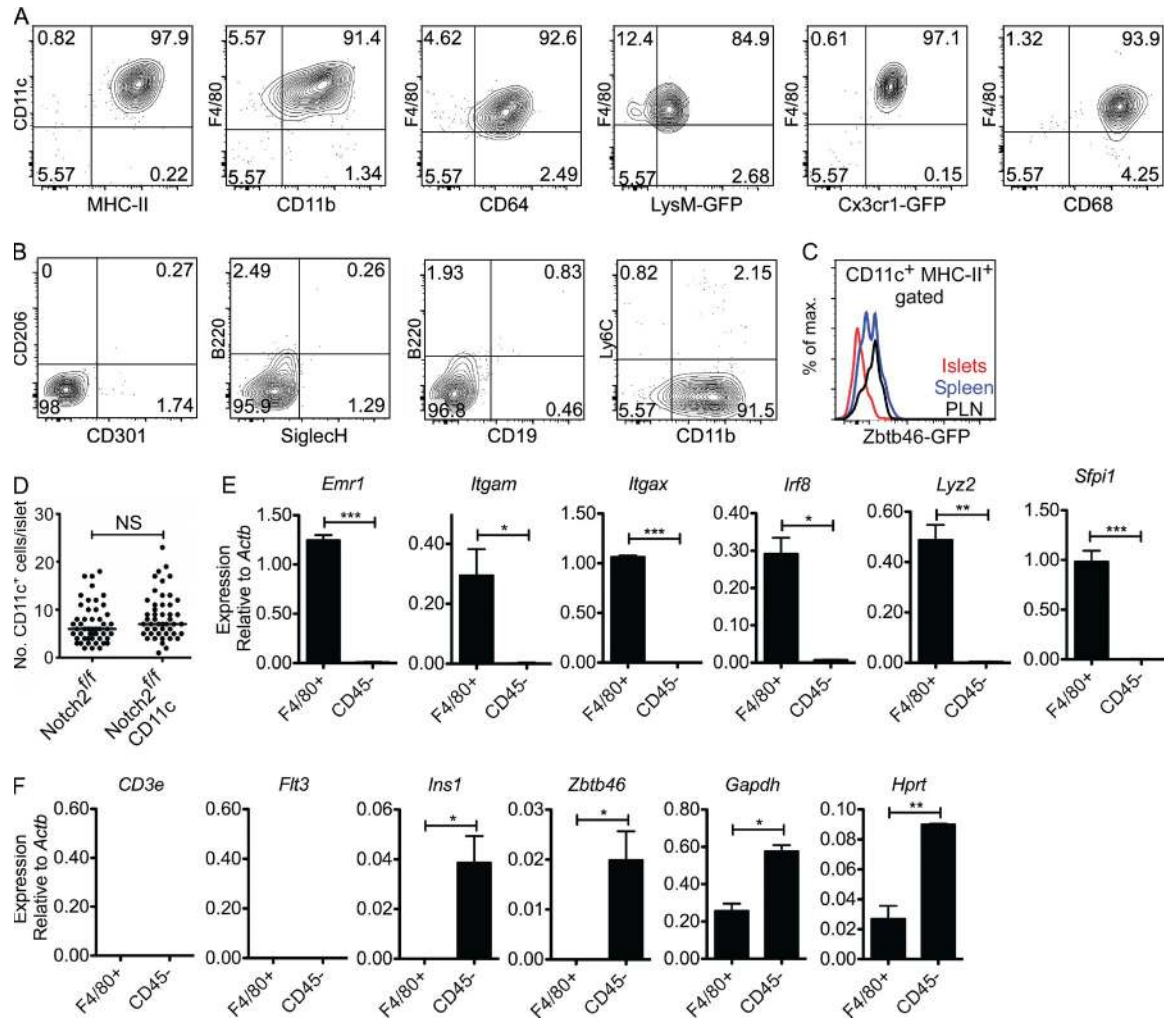 A
0.82 97.9
CD11c
5.57 0.22
MHC-II
5.57 91.4
F4/80
5.57 1.34
CD11b
4.62 92.6
F4/80
5.57 2.49
CD64
12.4 84.9
F4/80
5.57 2.68
LysM-GFP
0.61 97.1
F4/80
5.57 0.15
Cx3cr1-GFP
1.32 93.9
F4/80
5.57 4.25
CD68
B
0 0.27
CD206
98 1.74
CD301
2.49 0.26
B220
95.9 1.29
SiglecH
1.93 0.83
B220
96.8 0.46
CD19
0.82 2.15
Ly6C
5.57 91.5
CD11b
C
CD11c+ MHC-II+
gated
% of max.
Islets
Spleen
PLN
Zbtb46-GFP
D
No. CD11c+ cells/islet
NS
30
20
10
0
Notch2f/f
Notch2f/f
CD11c
E
Expression
Relative to Actb
Emr1
***
1.50
1.00
0.50
0.00
F4/80+ CD45-
Itgam
*
0.40
0.20
0.00
F4/80+ CD45-
Itgax
***
1.50
1.00
0.50
0.00
F4/80+ CD45-
Irf8
*
0.40
0.30
0.20
0.10
0.00
F4/80+ CD45-
Lyz2
**
0.60
0.40
0.20
0.00
F4/80+ CD45-
Sfpi1
***
1.50
1.00
0.50
0.00
F4/80+ CD45-
F
Expression
Relative to Actb
CD3e
0.60
0.40
0.20
0.00
F4/80+ CD45-
Flt3
0.80
0.60
0.40
0.20
0.00
F4/80+ CD45-
Ins1
*
0.06
0.04
0.02
0.00
F4/80+ CD45-
Zbtb46
*
0.03
0.02
0.01
0.00
F4/80+ CD45-
Gapdh
*
0.80
0.60
0.40
0.20
0.00
F4/80+ CD45-
Hprt
**
0.10
0.08
0.06
0.04
0.02
0.00
F4/80+ CD45-